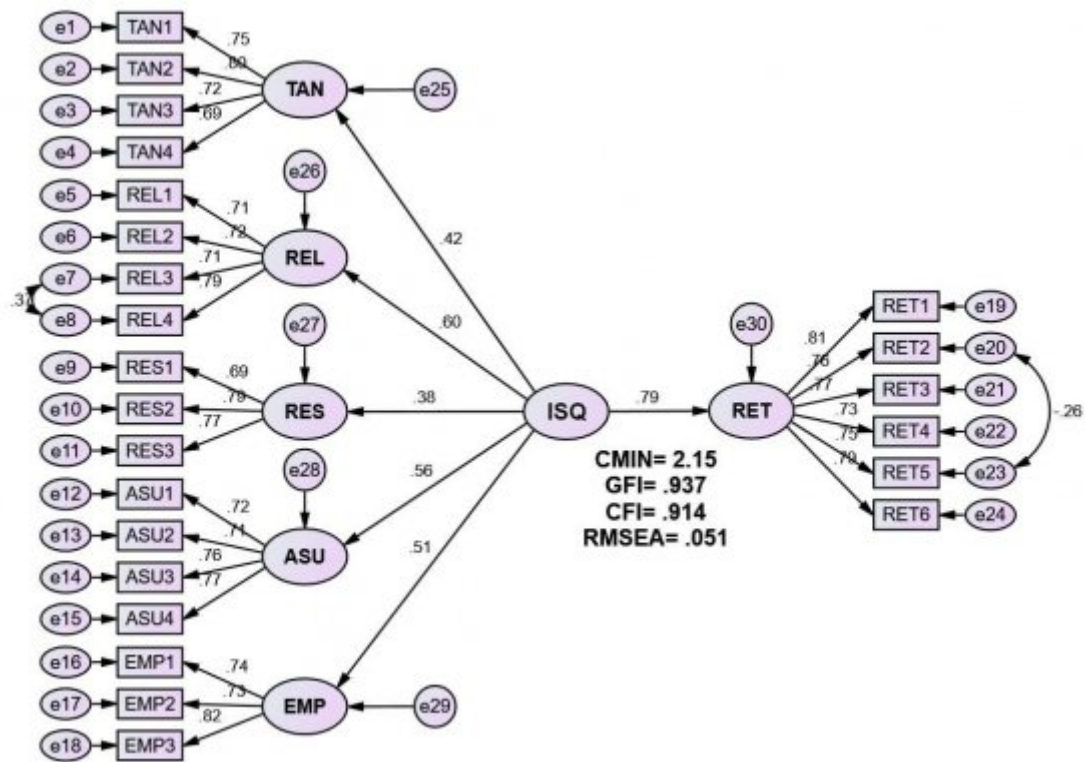 e1 TAN1 .75
e2 TAN2 .80
e3 TAN3 .72
e4 TAN4 .69
TAN e25
e26
e5 REL1 .71
e6 REL2 .72
e7 REL3 .71
e8 REL4 .79
REL
e27
e9 RES1 .69
e10 RES2 .79
e11 RES3 .77
RES
e28
e12 ASU1 .72
e13 ASU2 .71
e14 ASU3 .76
e15 ASU4 .77
ASU
e16 EMP1 .74
e17 EMP2 .73
e18 EMP3 .82
EMP e29
.42
.60
.38
.56
.51
ISQ .79 RET
e30
.81 RET1 e19
.76 RET2 e20
.77 RET3 e21
.73 RET4 e22
.75 RET5 e23
RET6 e24
-.26
CMIN= 2.15
GFI= .937
CFI= .914
RMSEA= .051